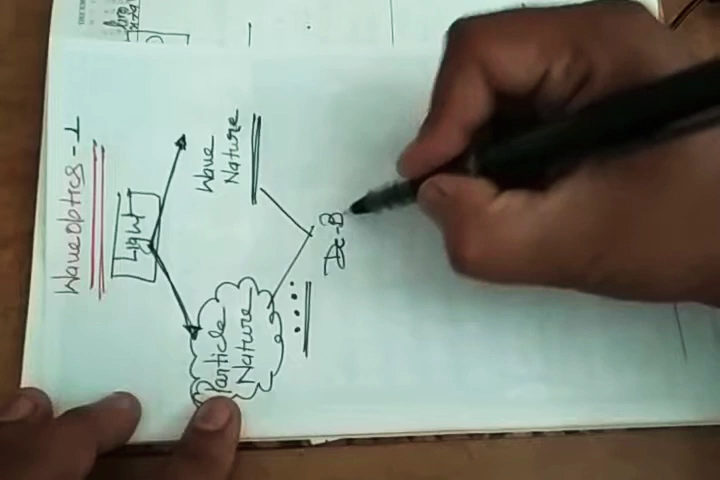 Wave Optics - 1
Light
Particle
Nature
Wave
Nature
De-B